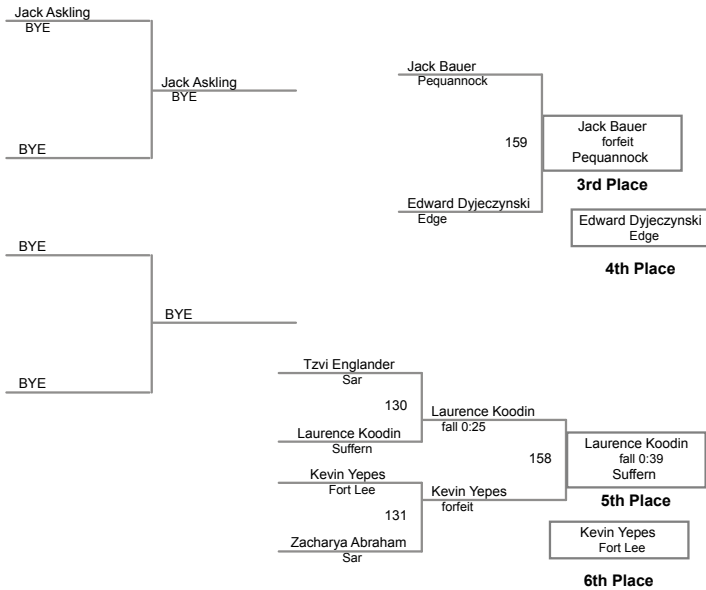 Jack Askling
BYE
Jack Askling
BYE
BYE
BYE
BYE
BYE
Jack Bauer
Pequannock
159
Jack Bauer
forfeit
Pequannock
3rd Place
Edward Dyjeczynski
Edge
Edward Dyjeczynski
Edge
4th Place
Tzvi Englander
Sar
130
Laurence Koodin
fall 0:25
Laurence Koodin
Suffern
158
Laurence Koodin
fall 0:39
Suffern
5th Place
Kevin Yepes
Fort Lee
131
Kevin Yepes
forfeit
Zacharya Abraham
Sar
Kevin Yepes
Fort Lee
6th Place